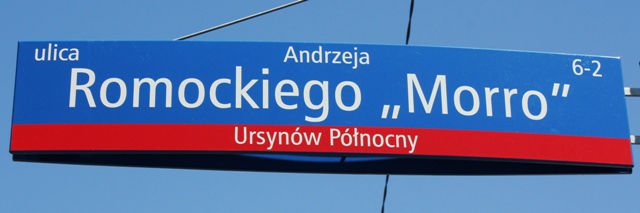 ulica Andrzeja 6-2
Romockiego „Morro”
Ursynów Północny